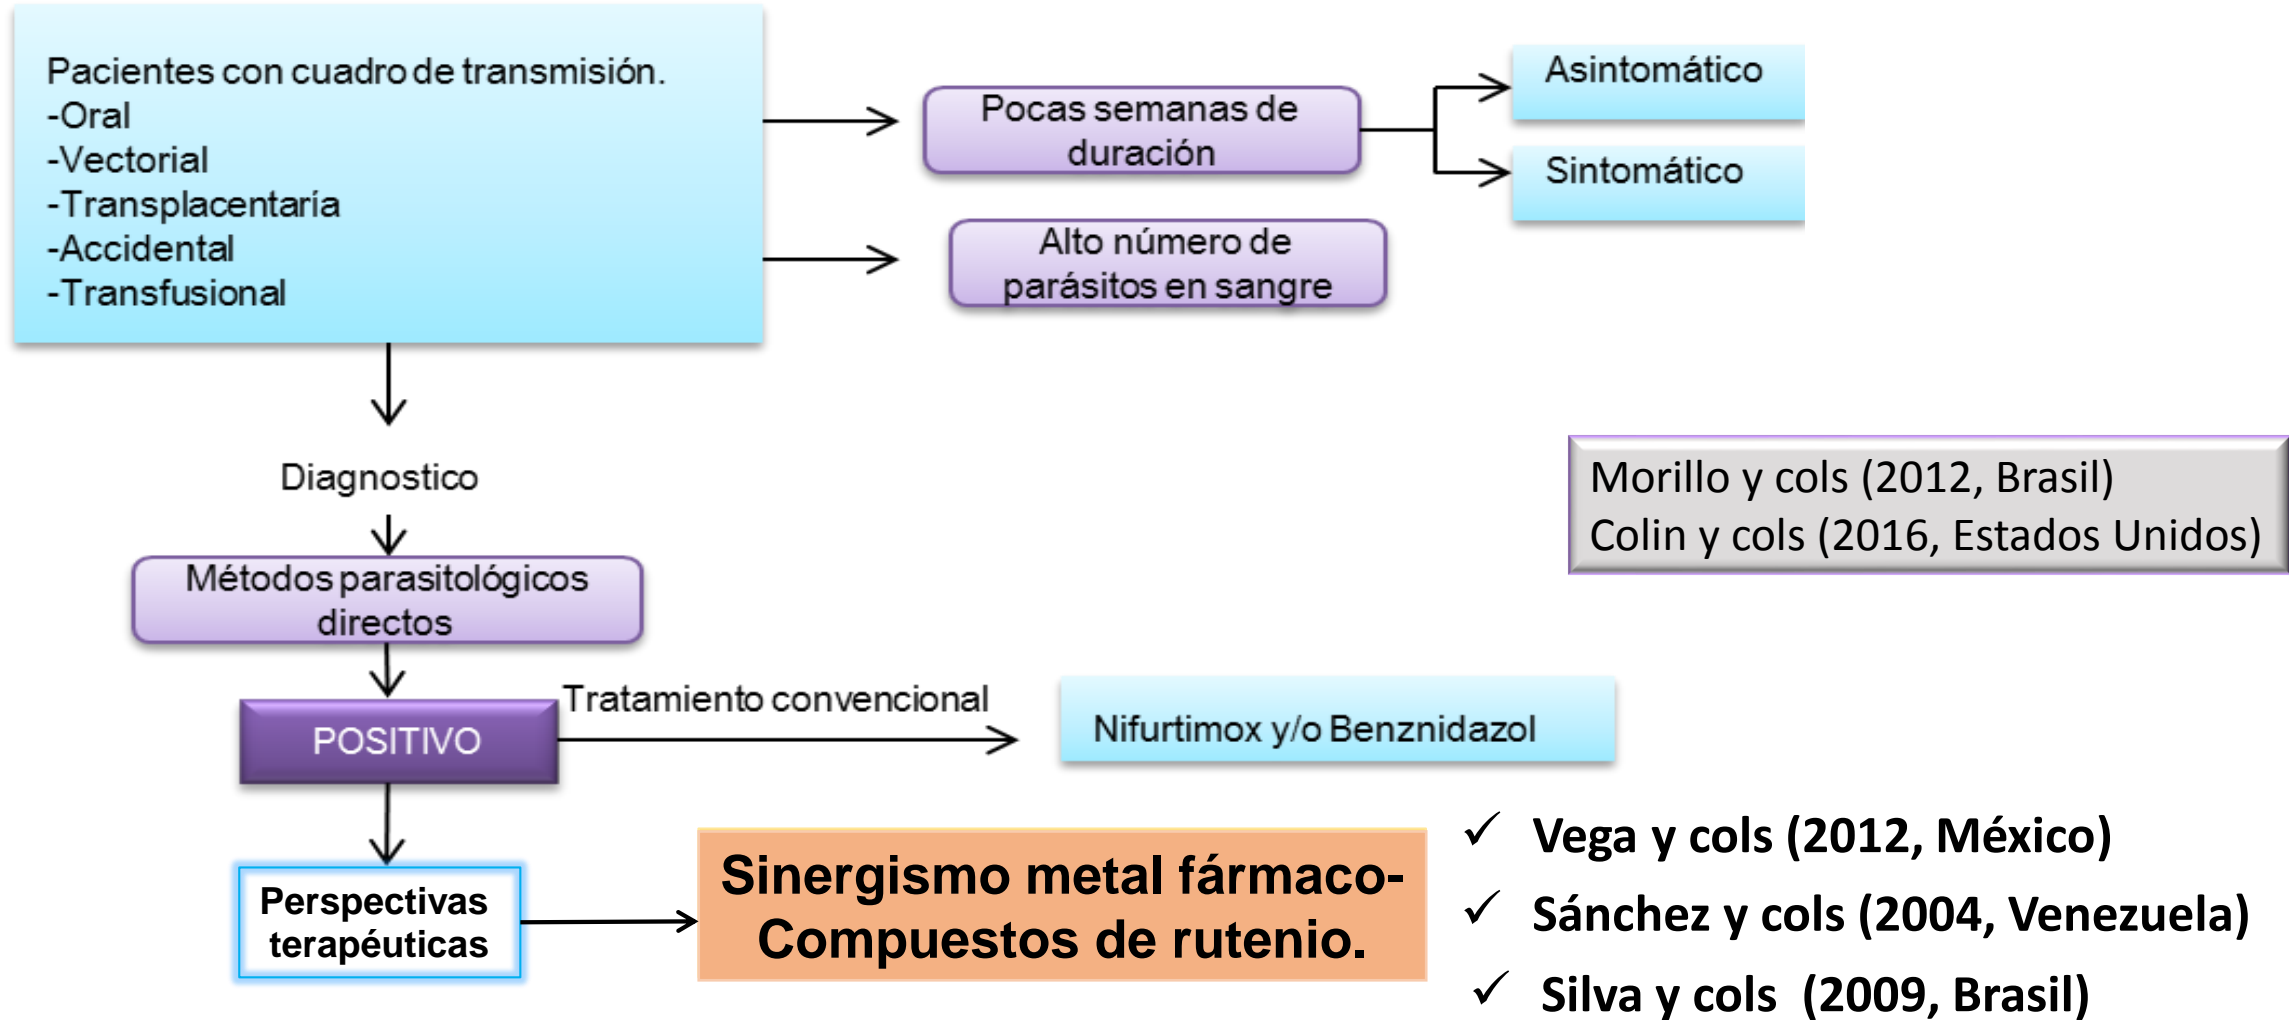 Pacientes con cuadro de transmisión.
-Oral
-Vectorial
-Transplacentaría
-Accidental
-Transfusional
Pocas semanas de
duración
Asintomático
Sintomático
Alto número de
parásitos en sangre
Diagnostico
Morillo y cols (2012, Brasil)
Colin y cols (2016, Estados Unidos)
Métodos parasitológicos
directos
POSITIVO
Tratamiento convencional
Nifurtimox y/o Benznidazol
Perspectivas
terapéuticas
Sinergismo metal fármaco-
Compuestos de rutenio.
✓ Vega y cols (2012, México)
✓ Sánchez y cols (2004, Venezuela)
✓ Silva y cols (2009, Brasil)